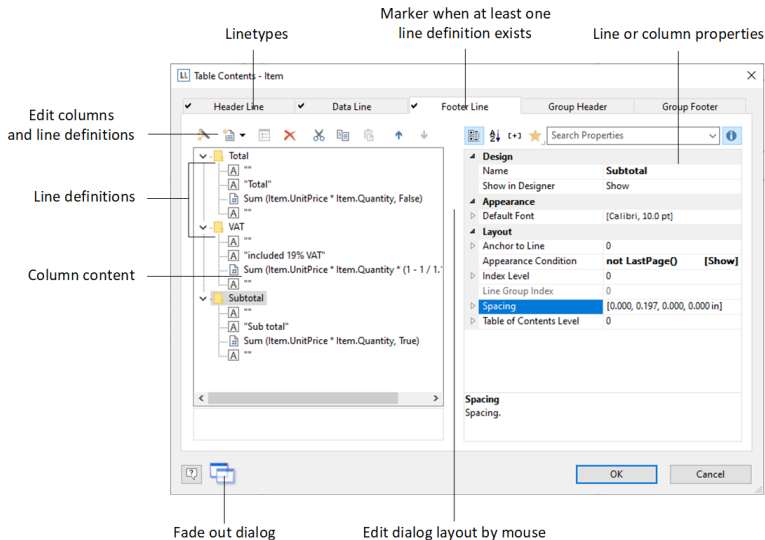 Marker when at least one
line definition exists
Linetypes
Line or column properties
LL Table Contents - Item
Header Line
Data Line
Footer Line
Group Header
Group Footer
Edit columns
and line definitions
Search Properties
Total
""
"Total"
Sum (Item.UnitPrice * Item.Quantity, False)
""
VAT
""
"included 19% VAT"
Sum (Item.UnitPrice * Item.Quantity * (1 - 1 / 1.
""
Subtotal
""
"Sub total"
Sum (Item.UnitPrice * Item.Quantity, True)
""
Line definitions
Column content
Design
Name Subtotal
Show in Designer Show
Appearance
Default Font [Calibri, 10.0 pt]
Layout
Anchor to Line 0
Appearance Condition not LastPage() [Show]
Index Level 0
Line Group Index 0
Spacing [0.000, 0.197, 0.000, 0.000 in]
Table of Contents Level 0
Spacing
Spacing.
OK
Cancel
Fade out dialog
Edit dialog layout by mouse